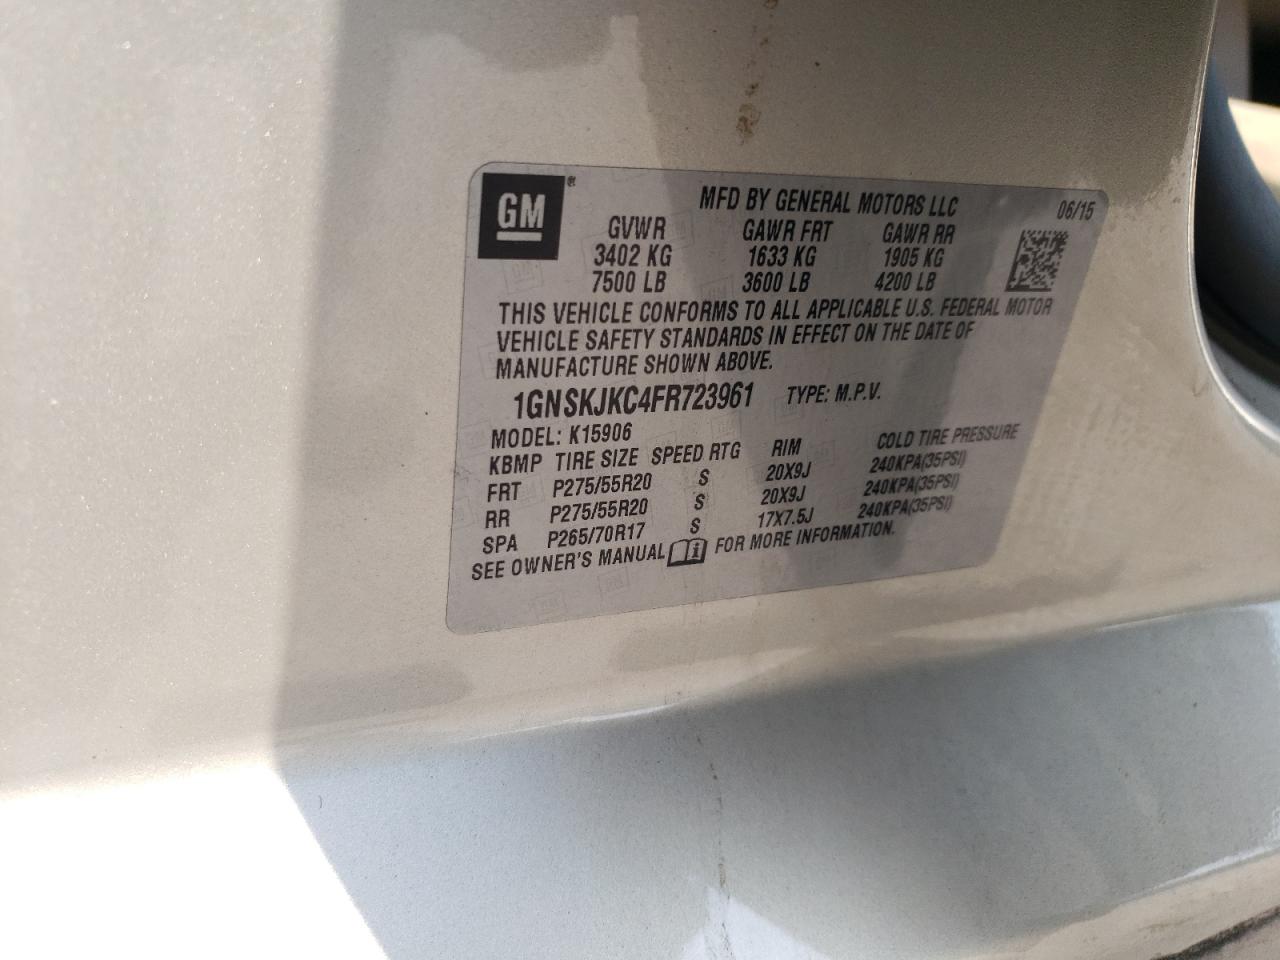 GM®
MFD BY GENERAL MOTORS LLC 06/15
GVWR GAWR FRT GAWR RR
3402 KG 1633 KG 1905 KG
7500 LB 3600 LB 4200 LB
THIS VEHICLE CONFORMS TO ALL APPLICABLE U.S. FEDERAL MOTOR
VEHICLE SAFETY STANDARDS IN EFFECT ON THE DATE OF
MANUFACTURE SHOWN ABOVE.
1GNSKJKC4FR723961 TYPE: M.P.V.
MODEL: K15906
KBMP TIRE SIZE SPEED RTG RIM COLD TIRE PRESSURE
FRT P275/55R20 S 20X9J 240KPA(35PSI)
RR P275/55R20 S 20X9J 240KPA(35PSI)
SPA P265/70R17 S 17X7.5J 240KPA(35PSI)
SEE OWNER'S MANUAL FOR MORE INFORMATION.